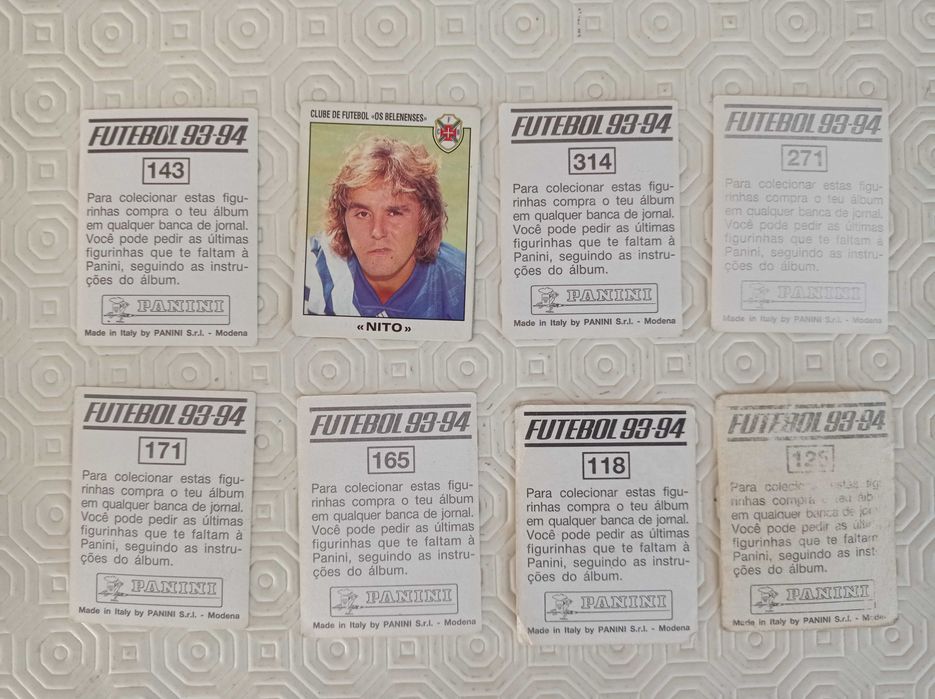 FUTEBOL 93-94
143
Para colecionar estas figu-
rinhas compra o teu álbum
em qualquer banca de jornal.
Você pode pedir as últimas
figurinhas que te faltam à
Panini, seguindo as instru-
ções do álbum.
PANINI
Made in Italy by PANINI S.r.l. - Modena
CLUBE DE FUTEBOL «OS BELENENSES»
«NITO»
FUTEBOL 93-94
314
Para colecionar estas figu-
rinhas compra o teu álbum
em qualquer banca de jornal.
Você pode pedir as últimas
figurinhas que te faltam à
Panini, seguindo as instru-
ções do álbum.
PANINI
Made in Italy by PANINI S.r.l. - Modena
FUTEBOL 93-94
271
Para colecionar estas figu-
rinhas compra o teu álbum
em qualquer banca de jornal.
Você pode pedir as últimas
figurinhas que te faltam à
Panini, seguindo as instru-
ções do álbum.
PANINI
Made in Italy by PANINI S.r.l. - Modena
FUTEBOL 93-94
171
Para colecionar estas figu-
rinhas compra o teu álbum
em qualquer banca de jornal.
Você pode pedir as últimas
figurinhas que te faltam à
Panini, seguindo as instru-
ções do álbum.
PANINI
Made in Italy by PANINI S.r.l. - Modena
FUTEBOL 93-94
165
Para colecionar estas figu-
rinhas compra o teu álbum
em qualquer banca de jornal.
Você pode pedir as últimas
figurinhas que te faltam à
Panini, seguindo as instru-
ções do álbum.
PANINI
Made in Italy by PANINI S.r.l. - Modena
FUTEBOL 93-94
118
Para colecionar estas figu-
rinhas compra o teu álbum
em qualquer banca de jornal.
Você pode pedir as últimas
figurinhas que te faltam à
Panini, seguindo as instru-
ções do álbum.
PANINI
Made in Italy by PANINI S.r.l. - Modena
FUTEBOL 93-94
Para
rinhas compra teu
em qualquer banca de
Você pode pedir as
figurinhas que te faltam
Panini, seguindo as
ções do álbum.
PANINI
Made in Italy by PANINI S.r.l. -